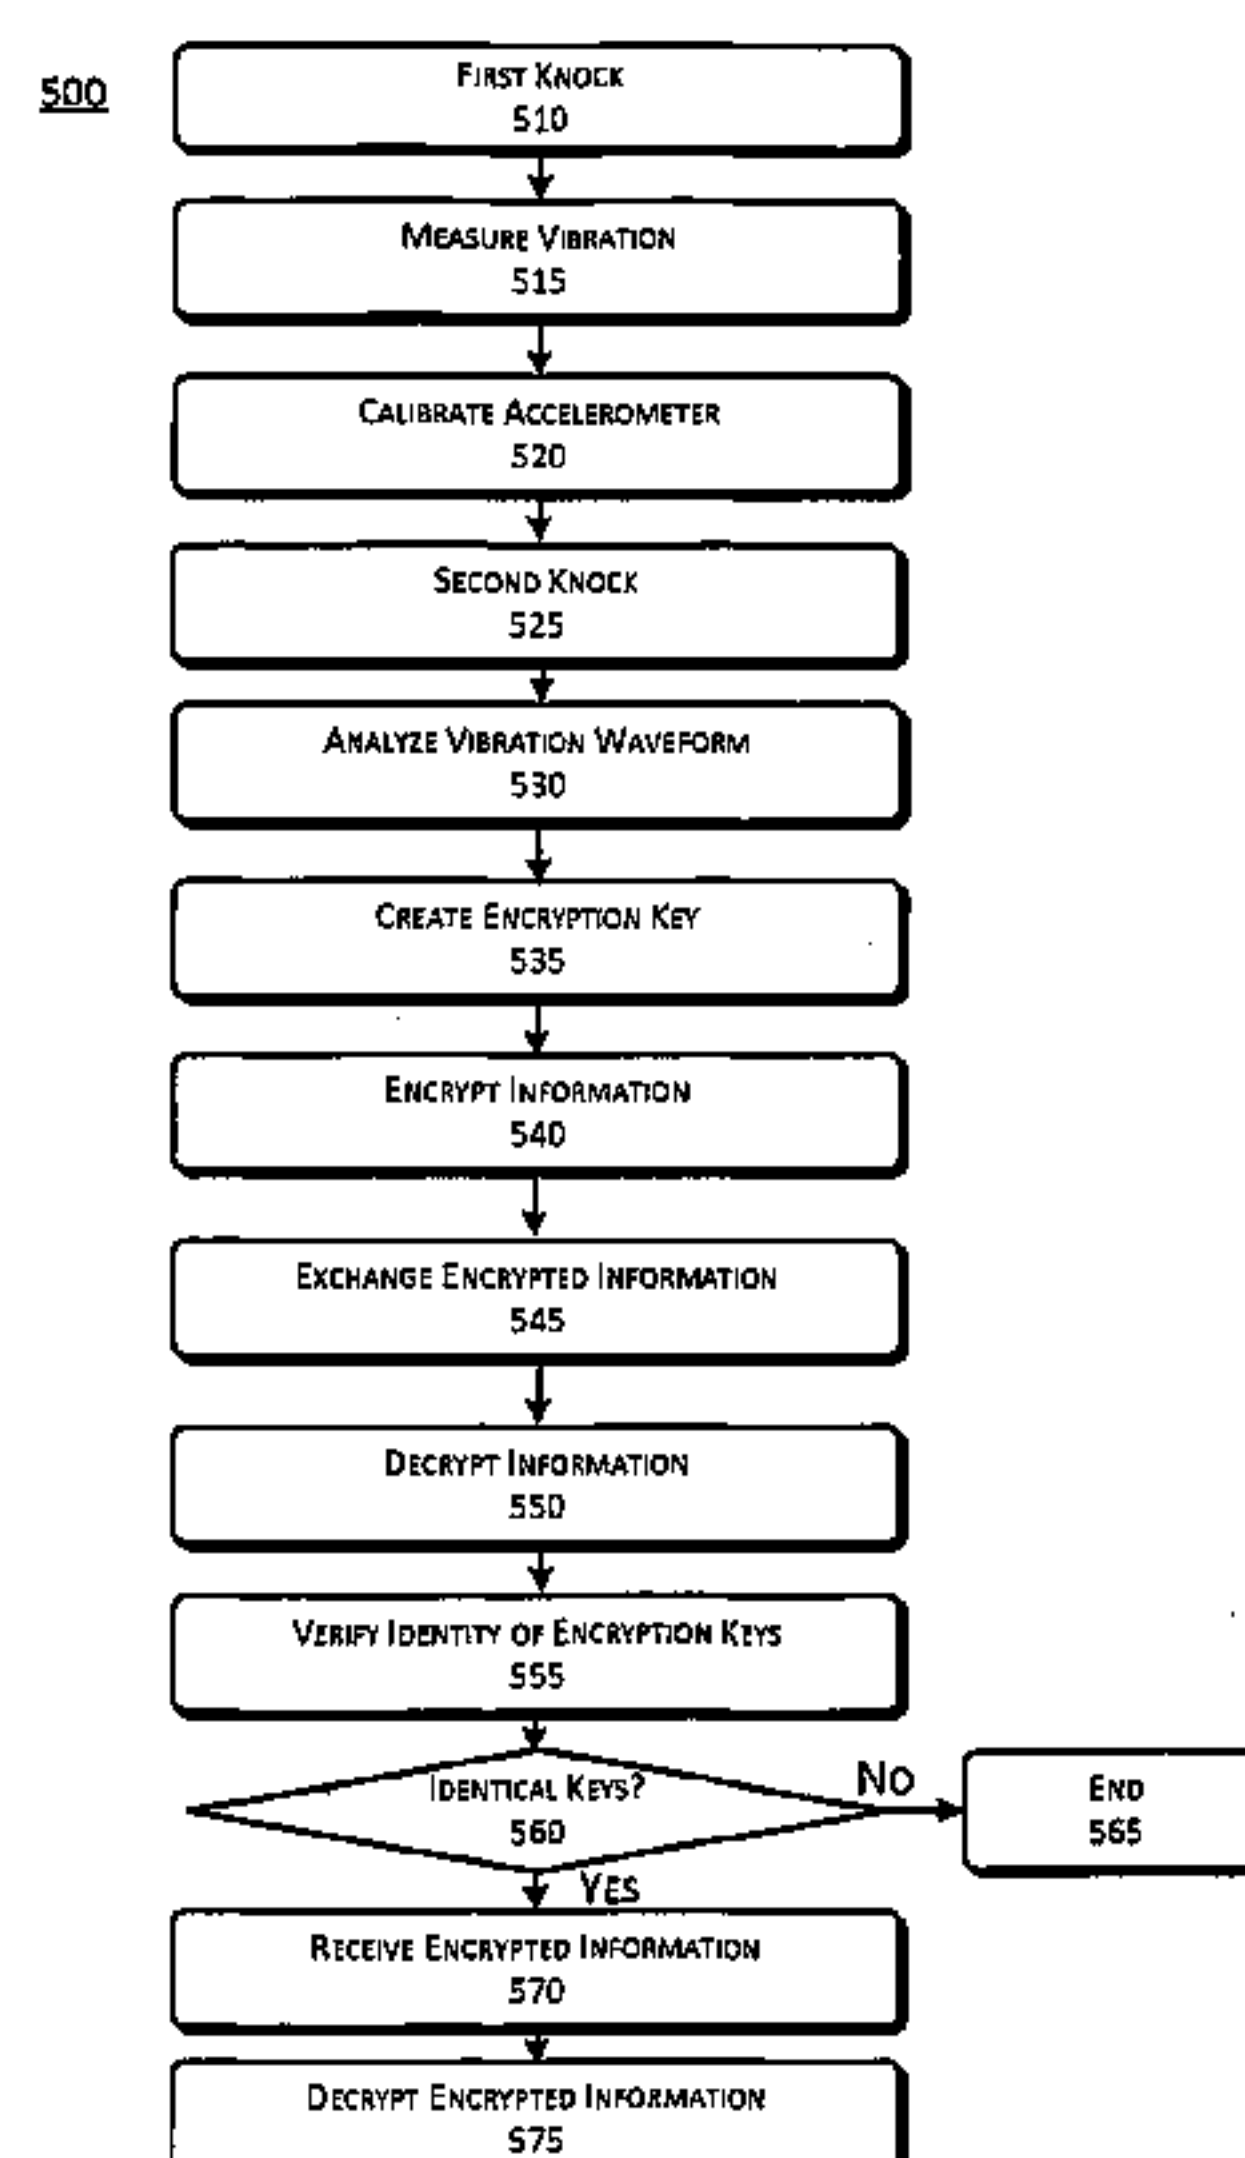 500
FIRST KNOCK
510
MEASURE VIBRATION
515
CALIBRATE ACCELEROMETER
520
SECOND KNOCK
525
ANALYZE VIBRATION WAVEFORM
530
CREATE ENCRYPTION KEY
535
ENCRYPT INFORMATION
540
EXCHANGE ENCRYPTED INFORMATION
545
DECRYPT INFORMATION
550
VERIFY IDENTITY OF ENCRYPTION KEYS
555
IDENTICAL KEYS?
560
NO
END
565
YES
RECEIVE ENCRYPTED INFORMATION
570
DECRYPT ENCRYPTED INFORMATION
575